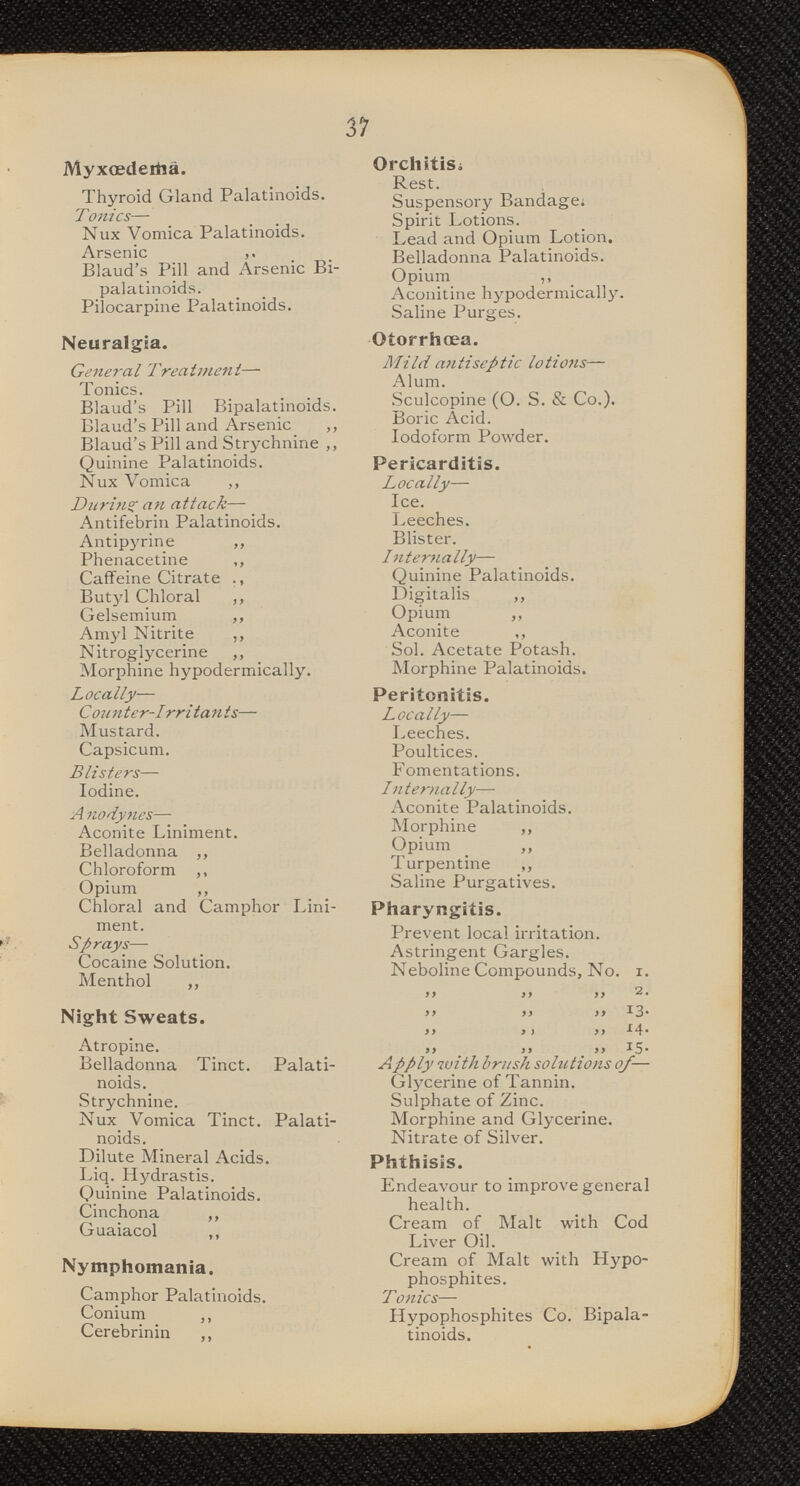 37
Myxœdema.
Thyroid Gland Palatinoids.
Tonics—
Nux Vomica Palatinoids.
Arsenic ,,
Blaud's Pill and Arsenic Bi-
palatinoids.
Pilocarpine Palatinoids.
Neuralgia.
General Treatment—
Tonics.
Blaud's Pill Bipalatinoids.
Blaud's Pill and Arsenic ,,
Blaud's Pill and Strychnine ,,
Quinine Palatinoids.
Nux Vomica ,,
During an attack—
Antifebrin Palatinoids.
Antipyrine ,,
Phenacetine ,,
Caffeine Citrate .,
Butyl Chloral ,,
Gelsemium ,,
Amyl Nitrite ,,
Nitroglycerine ,,
Morphine hypodermically.
Locally—
Counter-Irritants—
Mustard.
Capsicum.
Blisters—
Iodine.
Anodynes—
Aconite Liniment.
Belladonna ,,
Chloroform ,,
Opium ,,
Chloral and Camphor Lini-
ment.
Sprays—
Cocaine Solution.
Menthol ,,
Night Sweats.
Atropine.
Belladonna Tinct. Palati-
noids.
Strychnine.
Nux Vomica Tinct. Palati-
noids.
Dilute Mineral Acids.
Liq. Hydrastis.
Quinine Palatinoids.
Cinchona ,,
Guaiacol ,,
Nymphomania.
Camphor Palatinoids.
Conium ,,
Cerebrinin ,,
Orchitis.
Rest.
Suspensory Bandage.
Spirit Lotions.
Lead and Opium Lotion.
Belladonna Palatinoids.
Opium ,,
Aconitine hypodermically.
Saline Purges.
Otorrhœa.
Mild antiseptic lotions—
Alum.
Sculcopine (O. S. & Co.).
Boric Acid.
Iodoform Powder.
Pericarditis.
Locally—
Ice.
Leeches.
Blister.
Internally—
Quinine Palatinoids.
Digitalis ,,
Opium ,,
Aconite ,,
Sol. Acetate Potash.
Morphine Palatinoids.
Peritonitis.
Locally—
Leeches.
Poultices.
Fomentations.
Internally—
Aconite Palatinoids.
Morphine ,,
Opium ,,
Turpentine ,,
Saline Purgatives.
Pharyngitis.
Prevent local irritation.
Astringent Gargles.
Neboline Compounds, No. 1.
,, ,, ,, 2.
,, ,, ,, 13.
,, ,, ,, 14.
,, ,, ,, 15.
Apply with brush solutions of—
Glycerine of Tannin.
Sulphate of Zinc.
Morphine and Glycerine.
Nitrate of Silver.
Phthisis.
Endeavour to improve general
health.
Cream of Malt with Cod
Liver Oil.
Cream of Malt with Hypo-
phosphites.
Tonics—
Hypophosphites Co. Bipala-
tinoids.